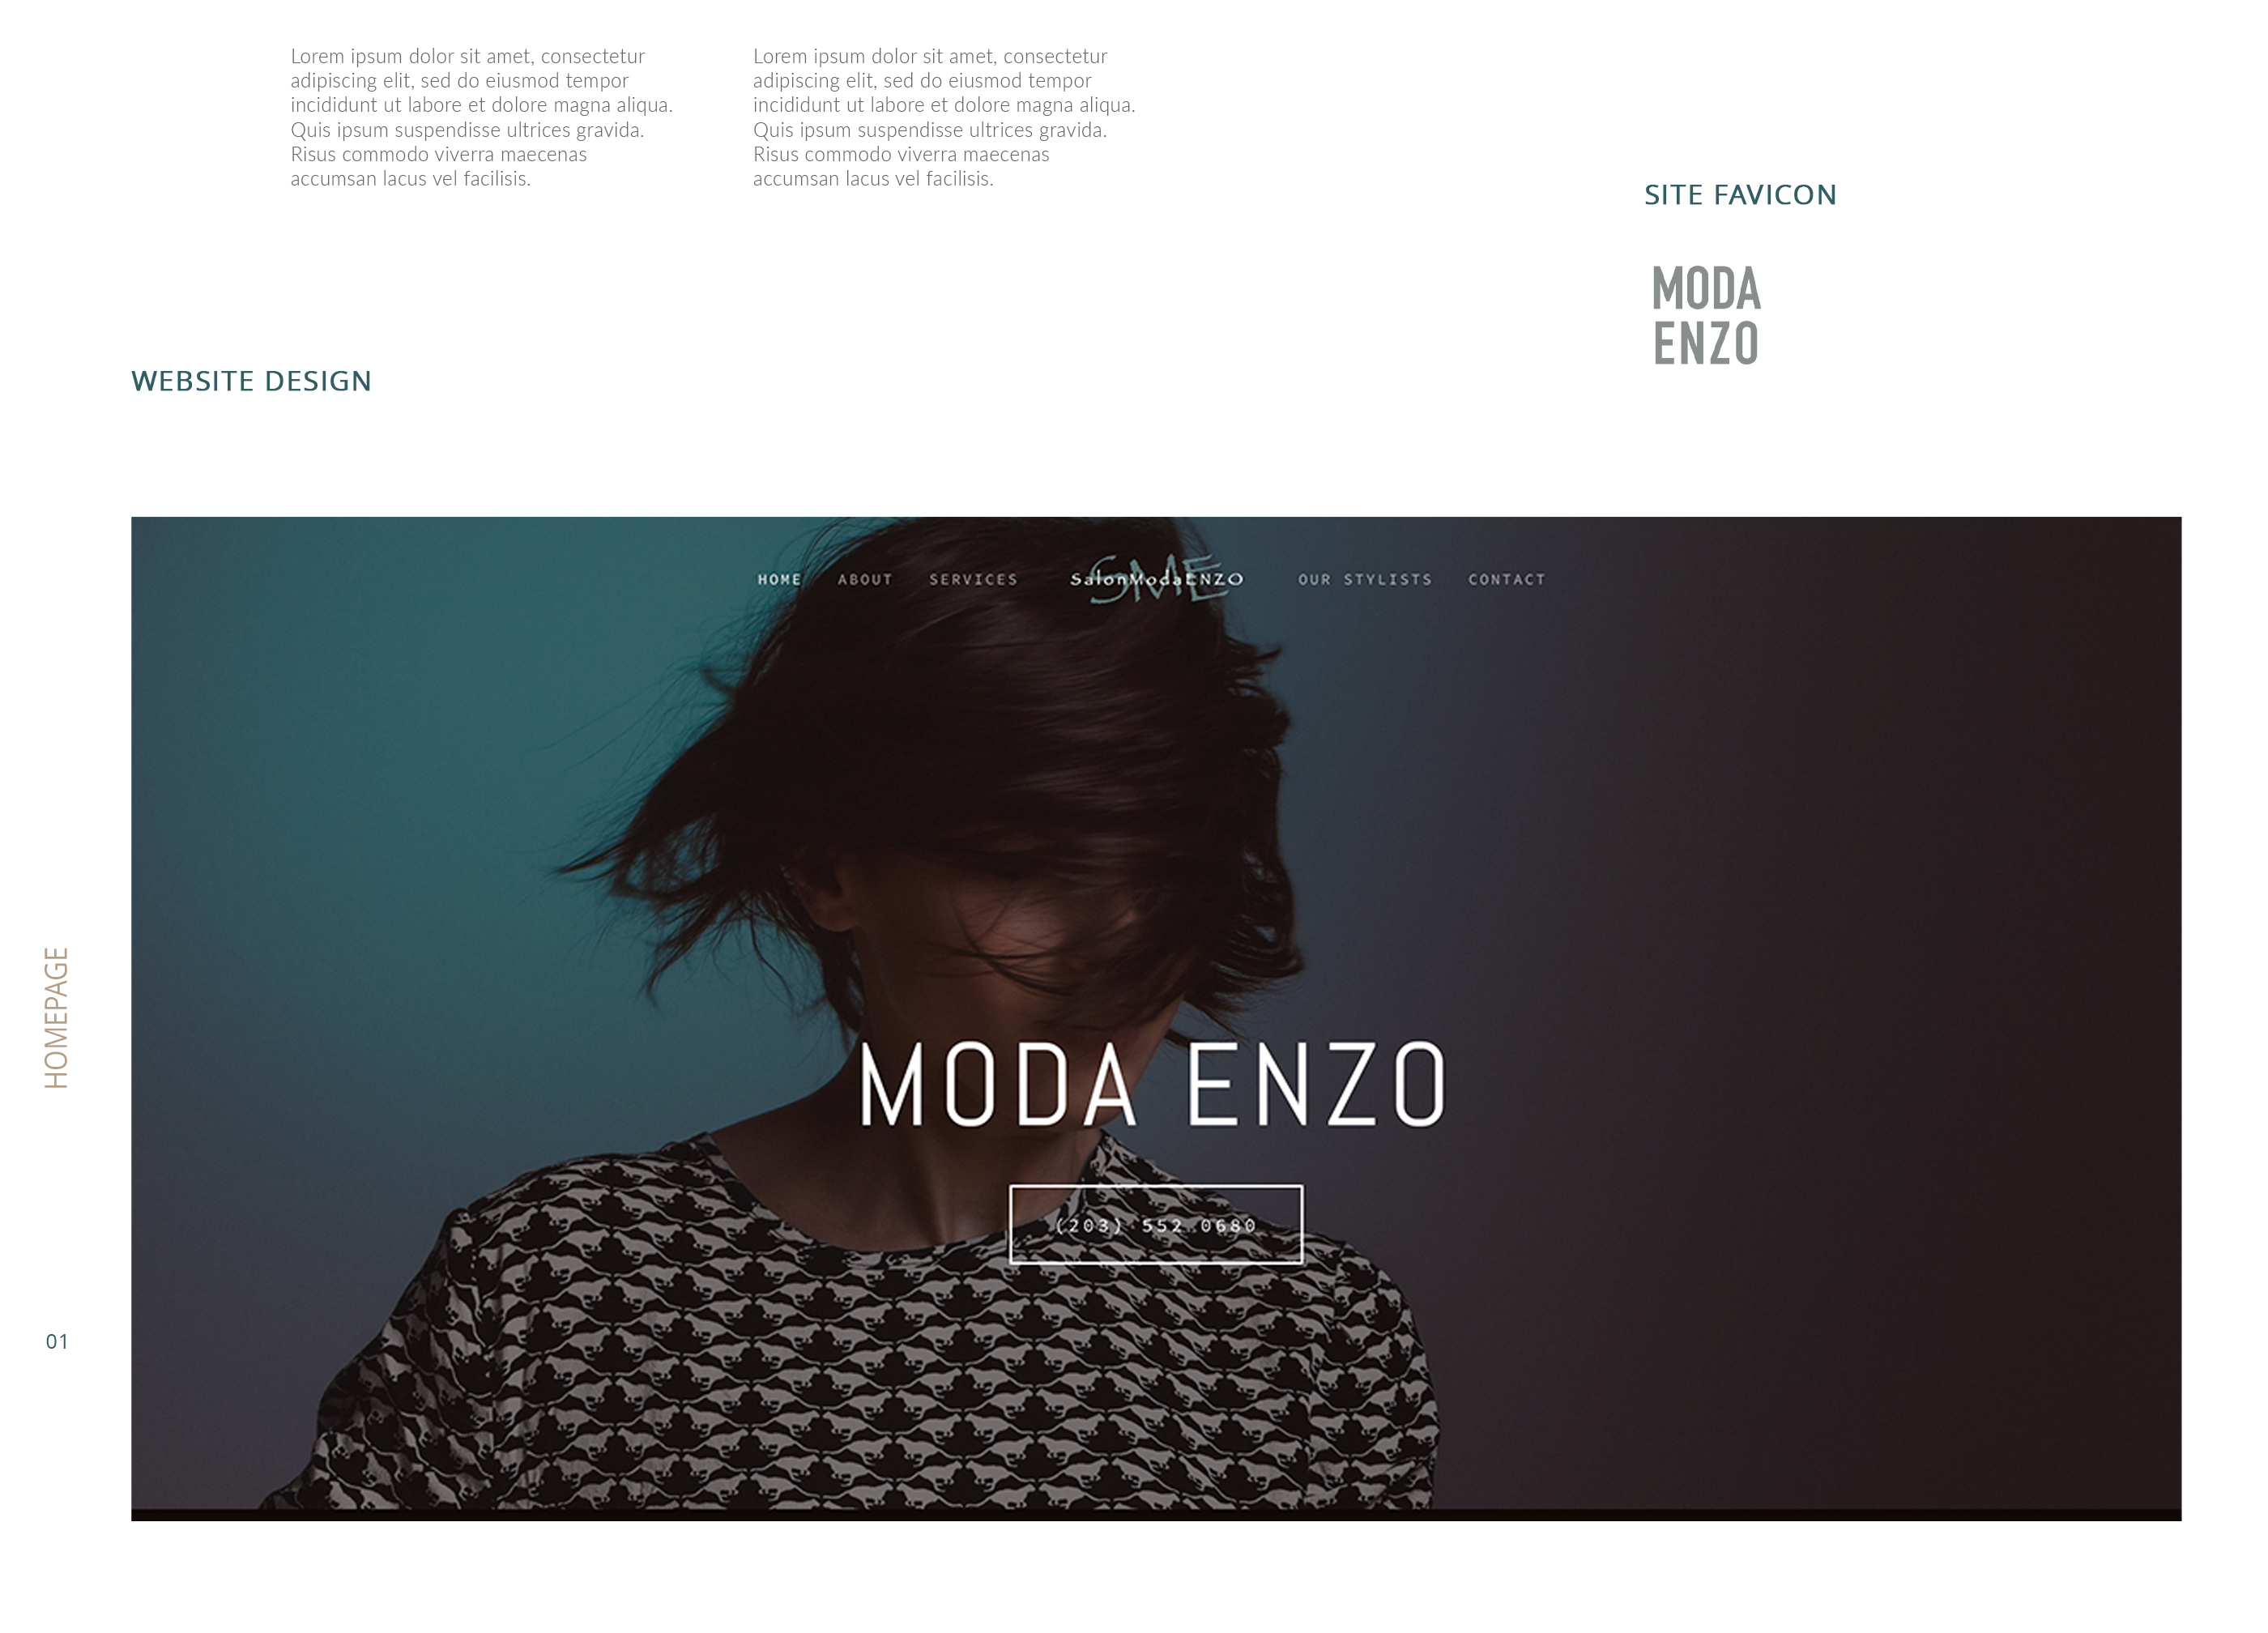 Lorem ipsum dolor sit amet, consectetur
adipiscing elit, sed do eiusmod tempor
incididunt ut labore et dolore magna aliqua.
Quis ipsum suspendisse ultrices gravida.
Risus commodo viverra maecenas
accumsan lacus vel facilisis.
Lorem ipsum dolor sit amet, consectetur
adipiscing elit, sed do eiusmod tempor
incididunt ut labore et dolore magna aliqua.
Quis ipsum suspendisse ultrices gravida.
Risus commodo viverra maecenas
accumsan lacus vel facilisis.
SITE FAVICON
MODA
ENZO
WEBSITE DESIGN
HOME ABOUT SERVICES SME SalonModaENZO OUR STYLISTS CONTACT
HOMEPAGE
MODA ENZO
(203) 552 0680
01